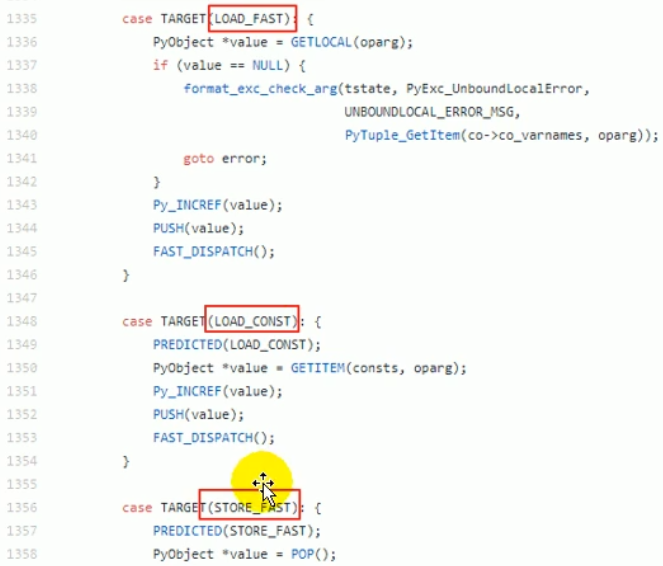 1335 case TARGET(LOAD_FAST): {
1336 PyObject *value = GETLOCAL(oparg);
1337 if (value == NULL) {
1338 format_exc_check_arg(tstate, PyExc_UnboundLocalError,
1339 UNBOUNDLOCAL_ERROR_MSG,
1340 PyTuple_GetItem(co->co_varnames, oparg));
1341 goto error;
1342 }
1343 Py_INCREF(value);
1344 PUSH(value);
1345 FAST_DISPATCH();
1346 }
1347
1348 case TARGET(LOAD_CONST): {
1349 PREDICTED(LOAD_CONST);
1350 PyObject *value = GETITEM(consts, oparg);
1351 Py_INCREF(value);
1352 PUSH(value);
1353 FAST_DISPATCH();
1354 }
1355
1356 case TARGET(STORE_FAST): {
1357 PREDICTED(STORE_FAST);
1358 PyObject *value = POP();